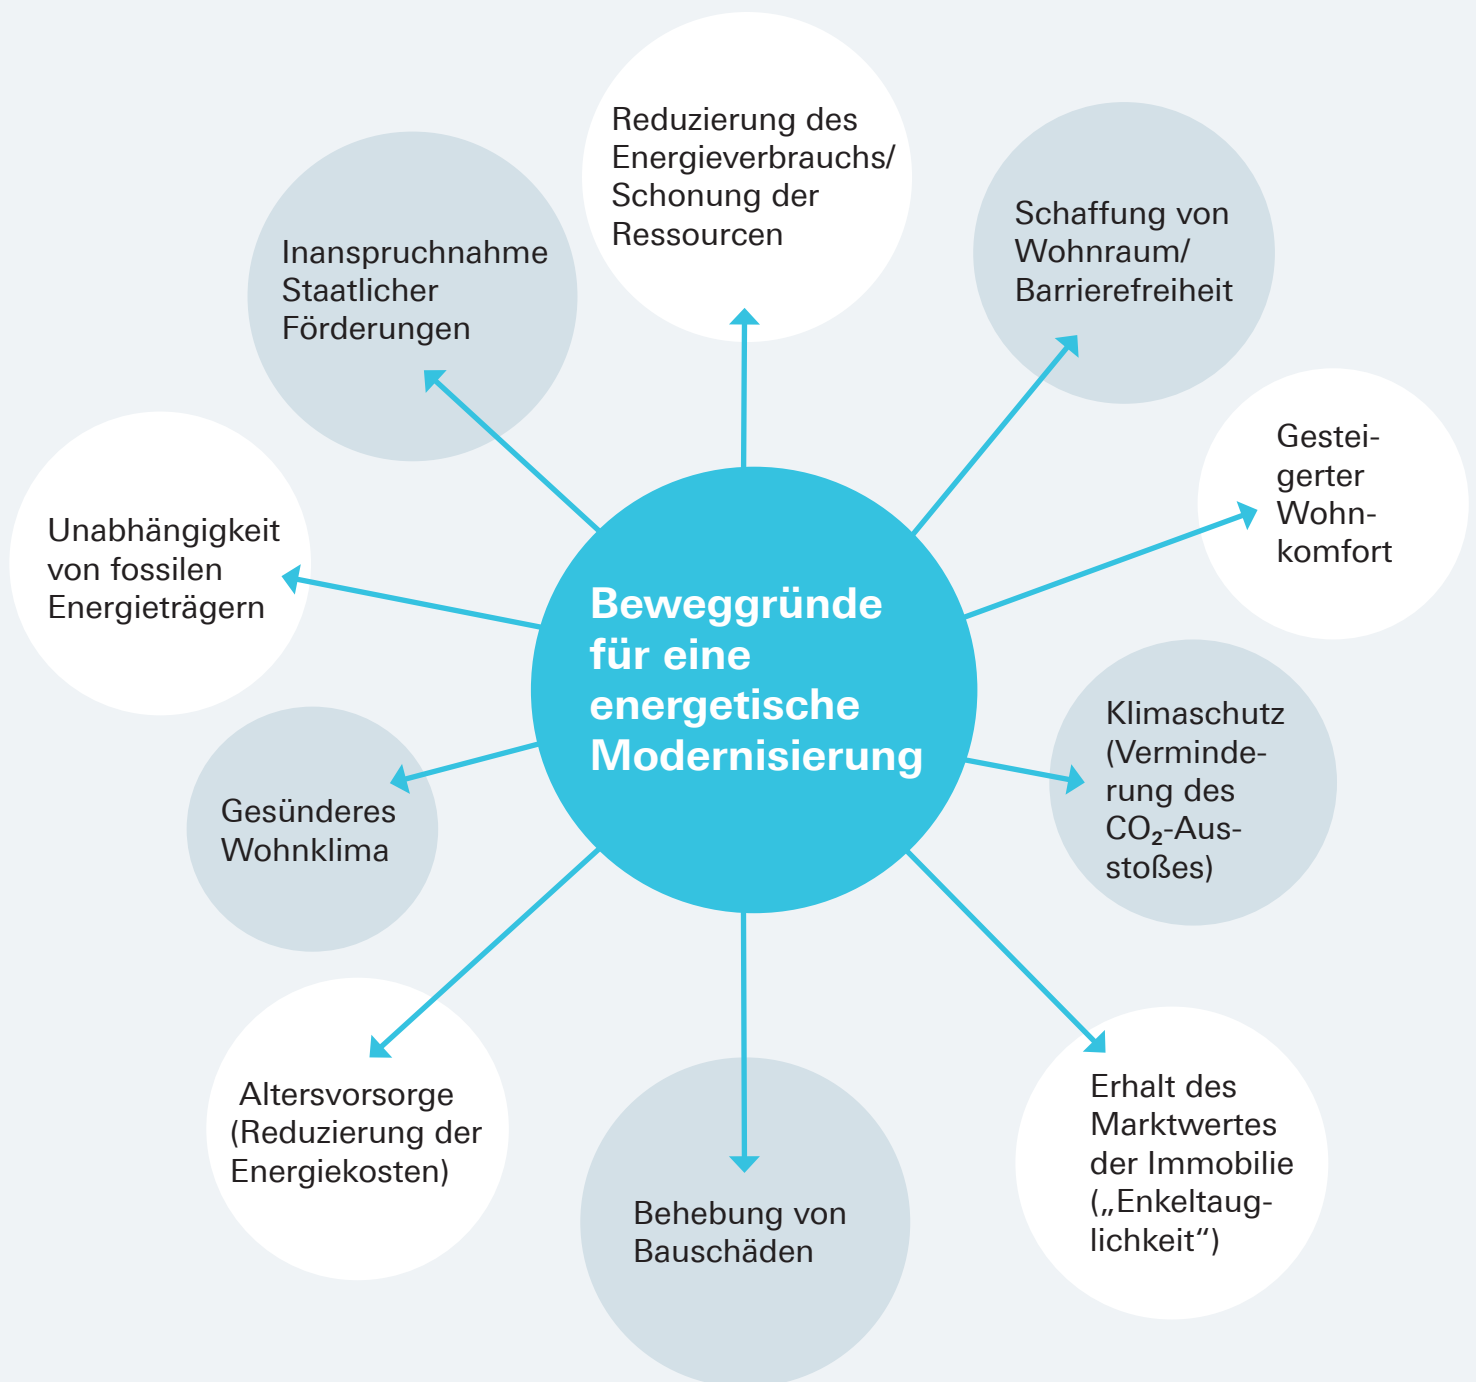 Reduzierung des
Energieverbrauchs/
Schonung der
Ressourcen
Schaffung von
Wohnraum/
Barrierefreiheit
Inanspruchnahme
Staatlicher
Förderungen
Gestei-
gerter
Wohn-
komfort
Unabhängigkeit
von fossilen
Energieträgern
Beweggründe
für eine
energetische
Modernisierung
Klimaschutz
(Verminde-
rung des
CO₂-Aus-
stoßes)
Gesünderes
Wohnklima
Altersvorsorge
(Reduzierung der
Energiekosten)
Erhalt des
Marktwertes
der Immobilie
(„Enkeltaug-
lichkeit“)
Behebung von
Bauschäden